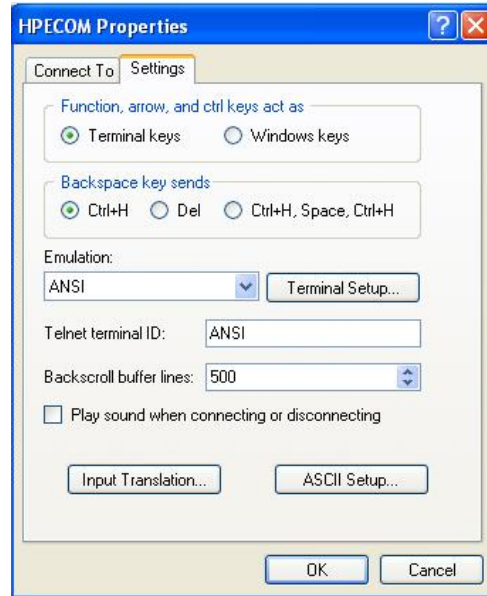 HPECOM Properties
Connect To Settings
Function, arrow, and ctrl keys act as
Terminal keys Windows keys
Backspace key sends
Ctrl+H Del Ctrl+H, Space, Ctrl+H
Emulation:
ANSI Terminal Setup...
Telnet terminal ID: ANSI
Backscroll buffer lines: 500
Play sound when connecting or disconnecting
Input Translation... ASCII Setup...
OK Cancel